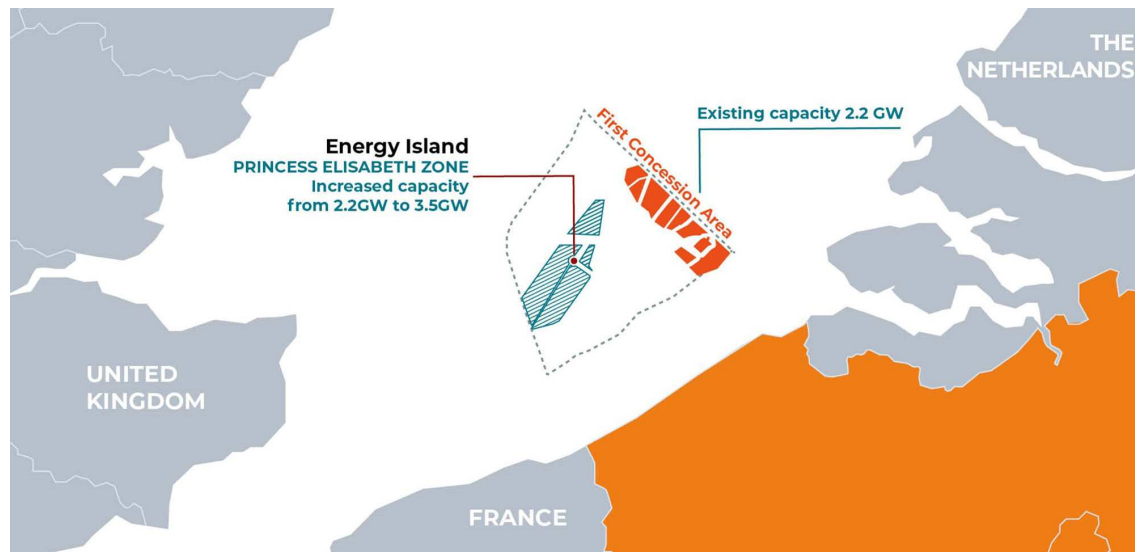 THE
NETHERLANDS
First Concession Area
Existing capacity 2.2 GW
Energy Island
PRINCESS ELISABETH ZONE
Increased capacity
from 2.2GW to 3.5GW
UNITED
KINGDOM
FRANCE